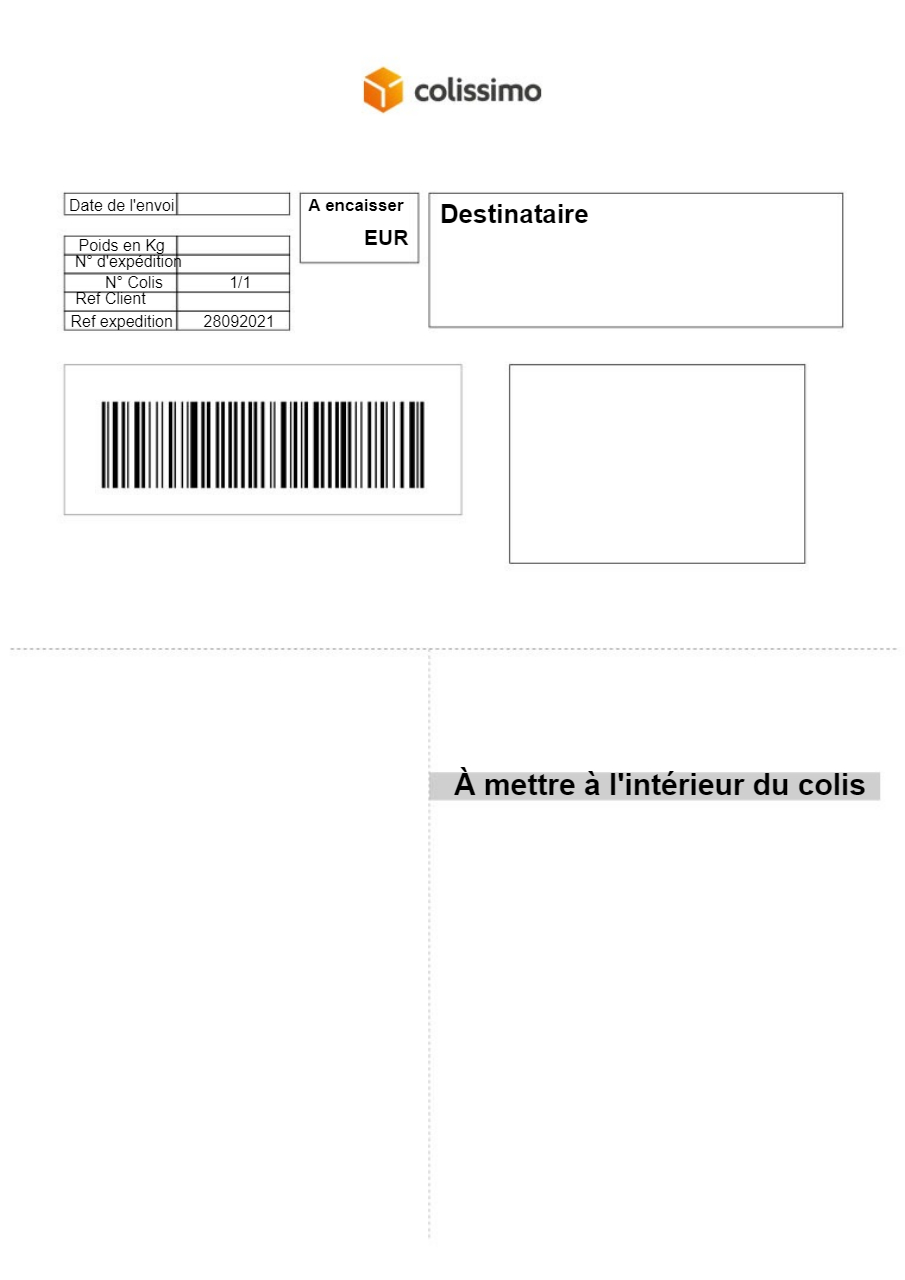 colissimo
Date de l'envoi
A encaisser
EUR
Destinataire
Poids en Kg
N° d'expédition
N° Colis 1/1
Ref Client
Ref expedition 28092021
À mettre à l'intérieur du colis